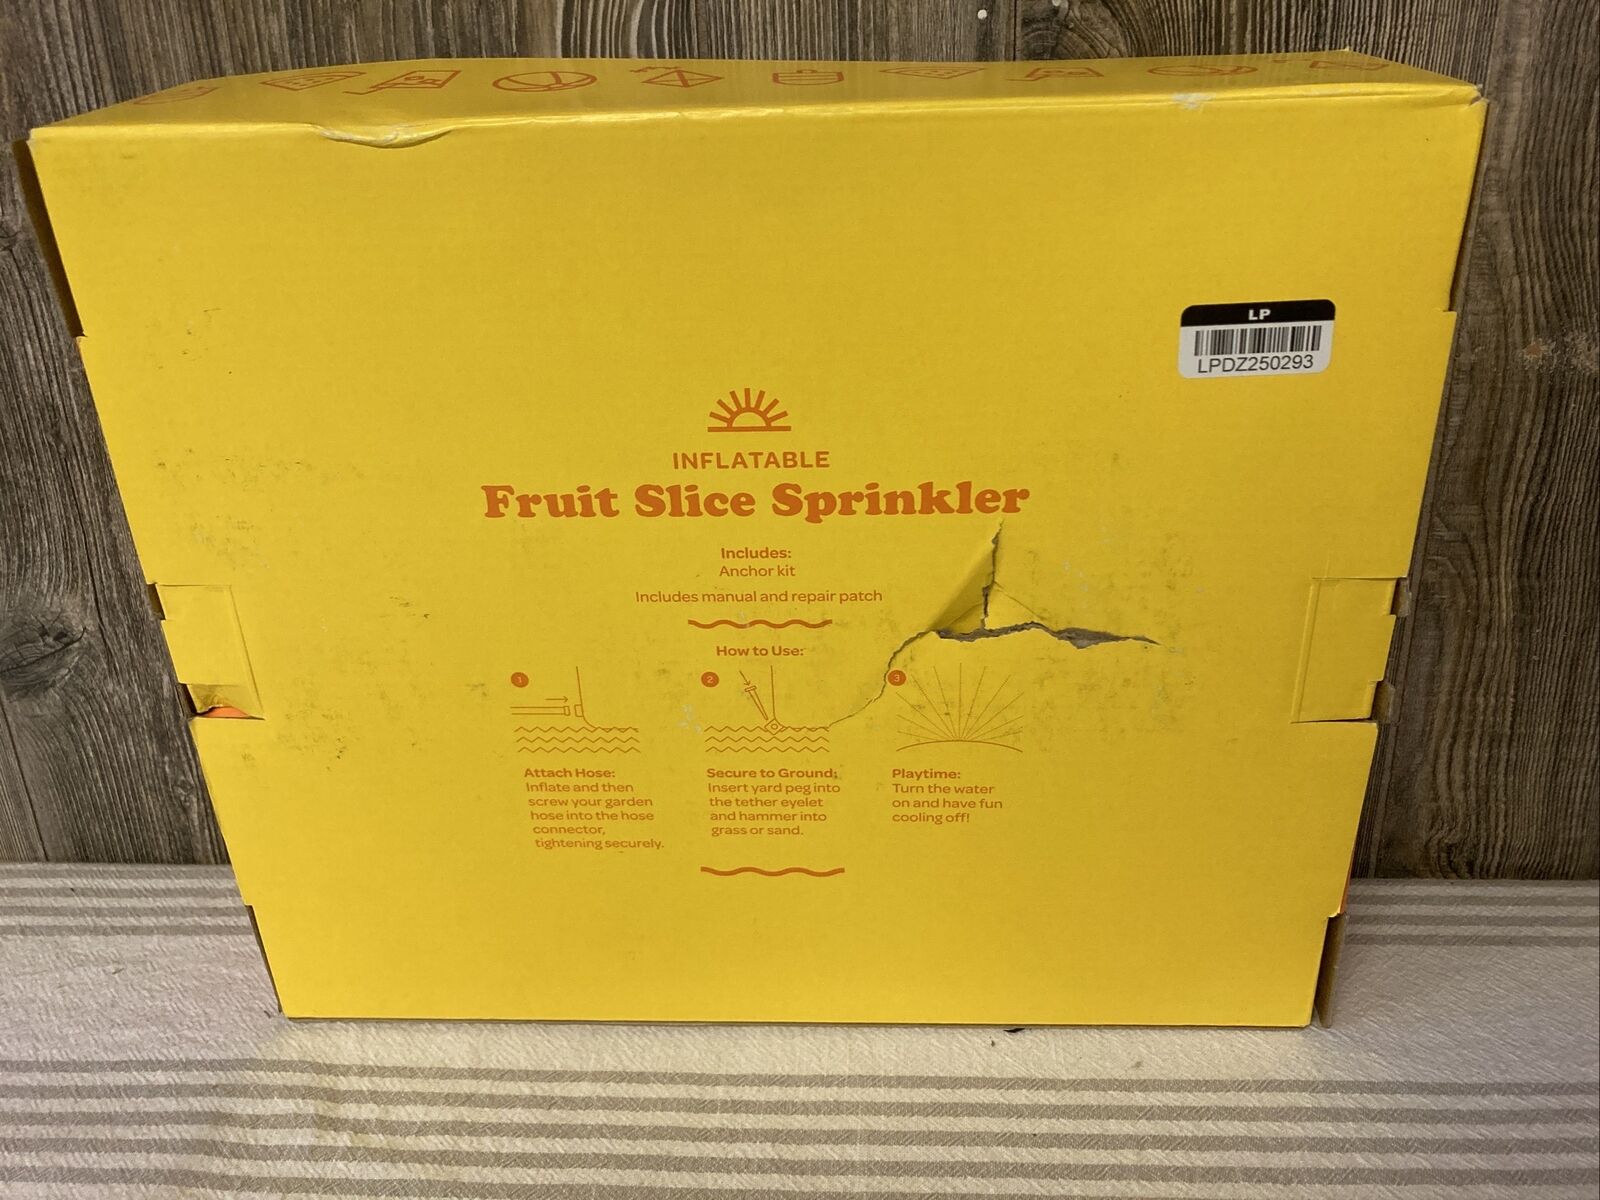 LP
LPDZ250293
INFLATABLE
Fruit Slice Sprinkler
Includes:
Anchor kit
Includes manual and repair patch
How to Use:
1
2
3
Attach Hose:
Inflate and then
screw your garden
hose into the hose
connector,
tightening securely.
Secure to Ground:
Insert yard peg into
the tether eyelet
and hammer into
grass or sand.
Playtime:
Turn the water
on and have fun
cooling off!